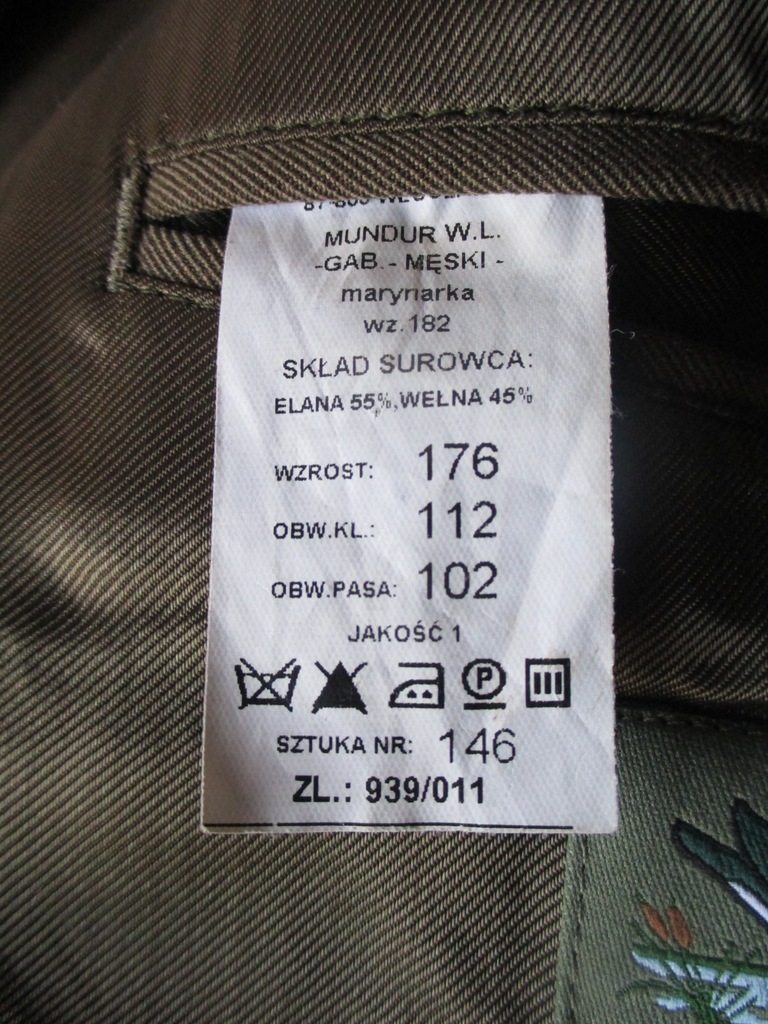 MUNDUR W.L.
-GAB.- MĘSKI -
marynarka
wz.182
SKŁAD SUROWCA:
ELANA 55%,WEŁNA 45%
WZROST: 176
OBW.KL.: 112
OBW.PASA: 102
JAKOŚĆ 1
P
SZTUKA NR: 146
ZL.: 939/011